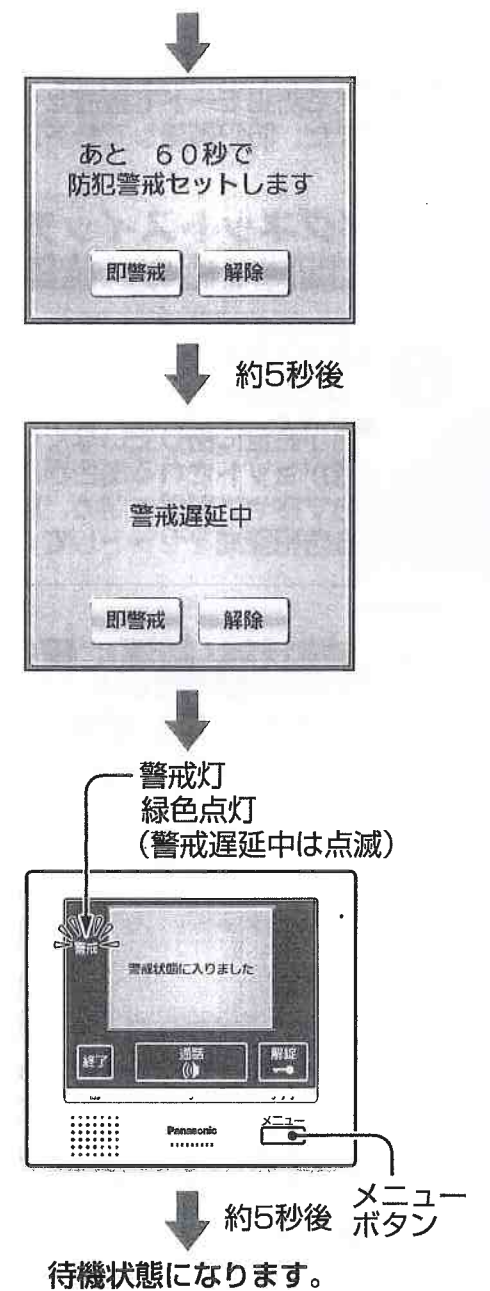 あと　６０秒で
防犯警戒セットします
即警戒
解除
約5秒後
警戒遅延中
即警戒
解除
警戒灯
緑色点灯
(警戒遅延中は点滅)
警戒
警戒状態に入りました
終了
通話
解錠
Panasonic
メニュー
メニュー
ボタン
約5秒後
待機状態になります。